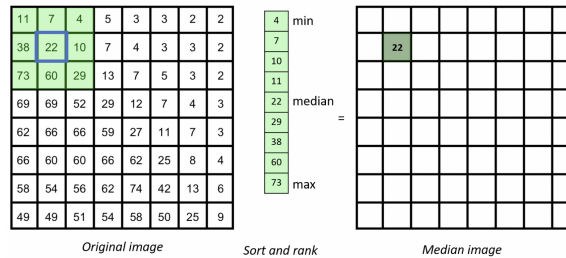 11 7 4 5 3 3 2 2
38 22 10 7 4 3 3 2
73 60 29 13 7 5 3 2
69 69 52 29 12 7 4 3
62 66 66 59 27 11 7 3
66 60 60 66 62 25 8 4
58 54 56 62 74 42 13 6
49 49 51 54 58 50 25 9
Original image
4 min
7
10
11
22 median
29
38
60
73 max
Sort and rank
=
22
Median image